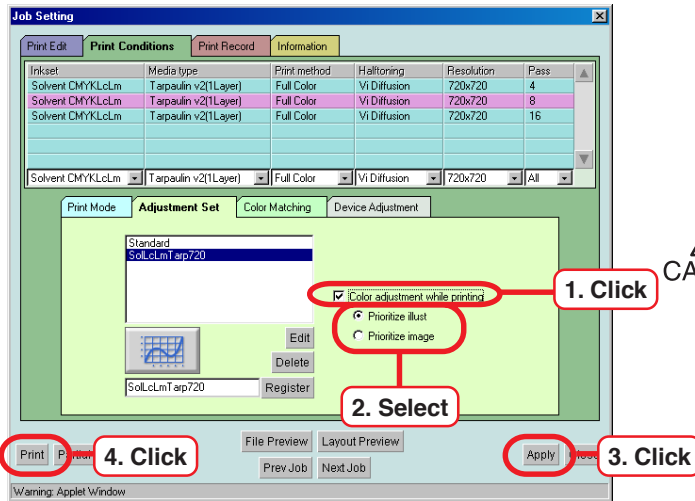 Job Setting
Print Edit Print Conditions Print Record Information
Inkset Media type Print method Halftoning Resolution Pass
Solvent CMYKLcLm Tarpaulin v2(1Layer) Full Color Vi Diffusion 720x720 4
Solvent CMYKLcLm Tarpaulin v2(1Layer) Full Color Vi Diffusion 720x720 8
Solvent CMYKLcLm Tarpaulin v2(1Layer) Full Color Vi Diffusion 720x720 16
Solvent CMYKLcLm Tarpaulin v2(1Layer) Full Color Vi Diffusion 720x720 All
Print Mode Adjustment Set Color Matching Device Adjustment
Standard
SolLcLmTarp720
CA
1. Click
Color adjustment while printing
Prioritize illust
Prioritize image
Edit
Delete
SolLcLmTarp720 Register
2. Select
File Preview Layout Preview
Print 4. Click Apply 3. Click
Prev Job Next Job
Warning: Applet Window